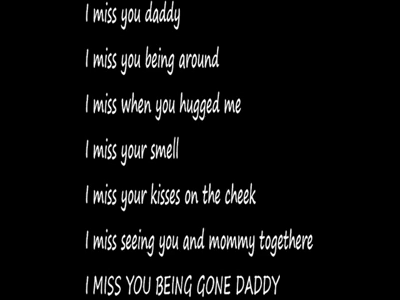 I miss you daddy
I miss you being around
I miss when you hugged me
I miss your smell
I miss your kisses on the cheek
I miss seeing you and mommy togethere
I MISS YOU BEING GONE DADDY